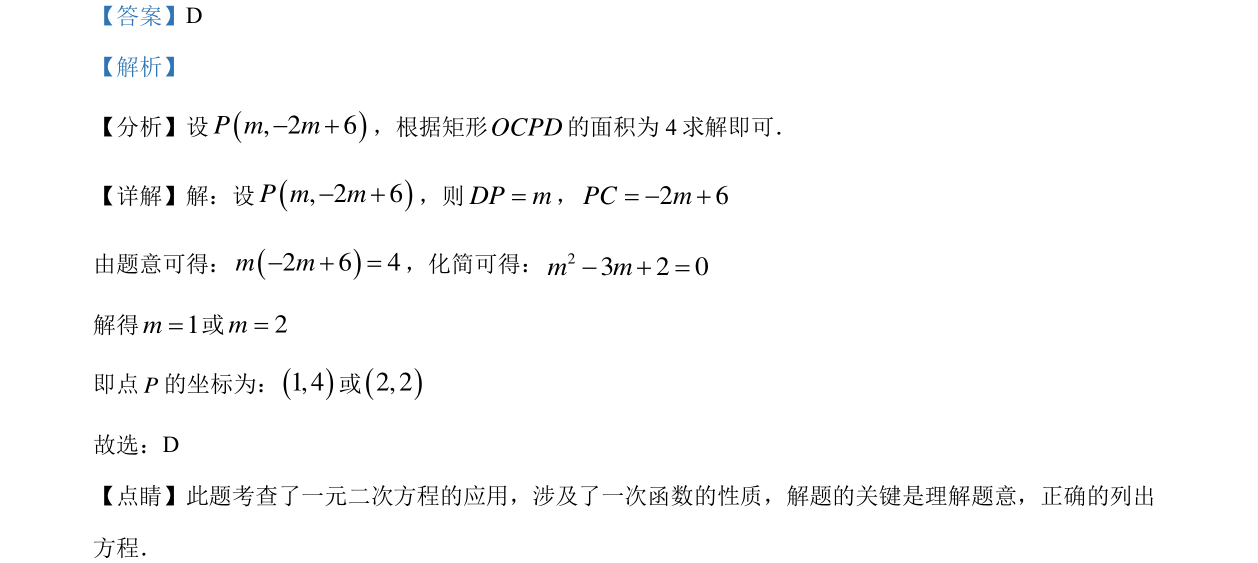 【答案】D
【解析】
【分析】设P(m,−2m+6)，根据矩形OCPD的面积为 4 求解即可．
【详解】解：设P(m,−2m+6)，则DP=m，PC=−2m+6
由题意可得：m(−2m+6)=4，化简可得：m²−3m+2=0
解得m=1或m=2
即点P的坐标为：(1,4)或(2,2)
故选：D
【点睛】此题考查了一元二次方程的应用，涉及了一次函数的性质，解题的关键是理解题意，正确的列出
方程．